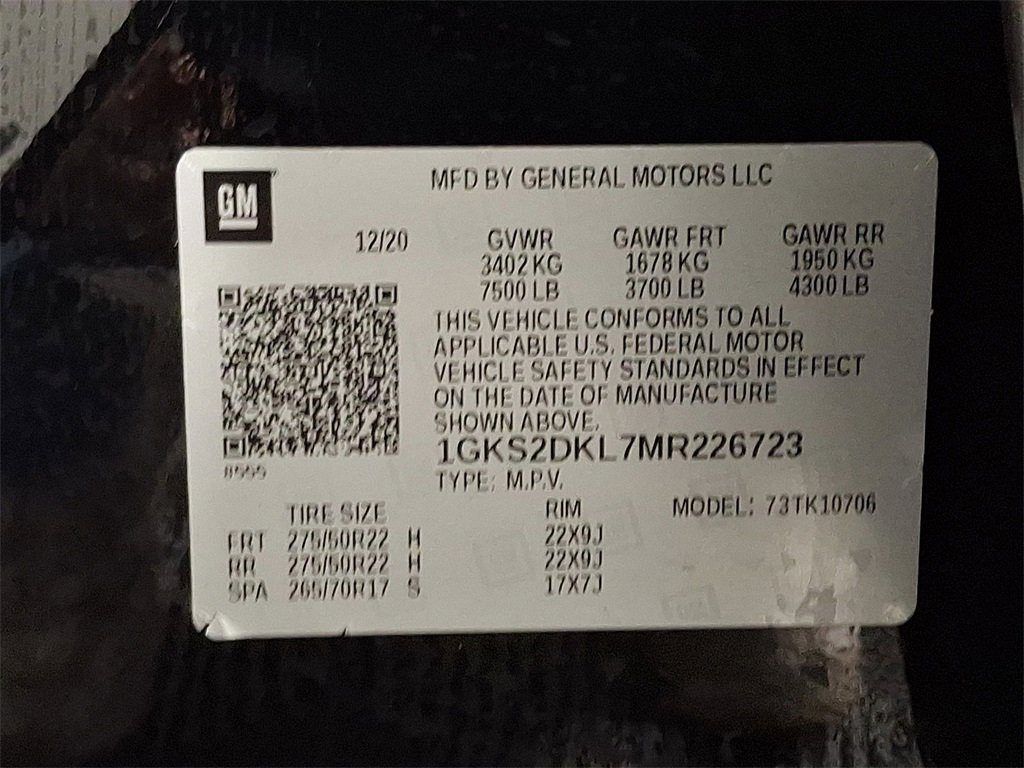 GM
MFD BY GENERAL MOTORS LLC
12/20 GVWR GAWR FRT GAWR RR
3402 KG 1678 KG 1950 KG
7500 LB 3700 LB 4300 LB
THIS VEHICLE CONFORMS TO ALL
APPLICABLE U.S. FEDERAL MOTOR
VEHICLE SAFETY STANDARDS IN EFFECT
ON THE DATE OF MANUFACTURE
SHOWN ABOVE.
1GKS2DKL7MR226723
TYPE: M.P.V.
TIRE SIZE RIM MODEL: 73TK10706
FRT 275/50R22 H 22X9J
RR 275/50R22 H 22X9J
SPA 265/70R17 S 17X7J